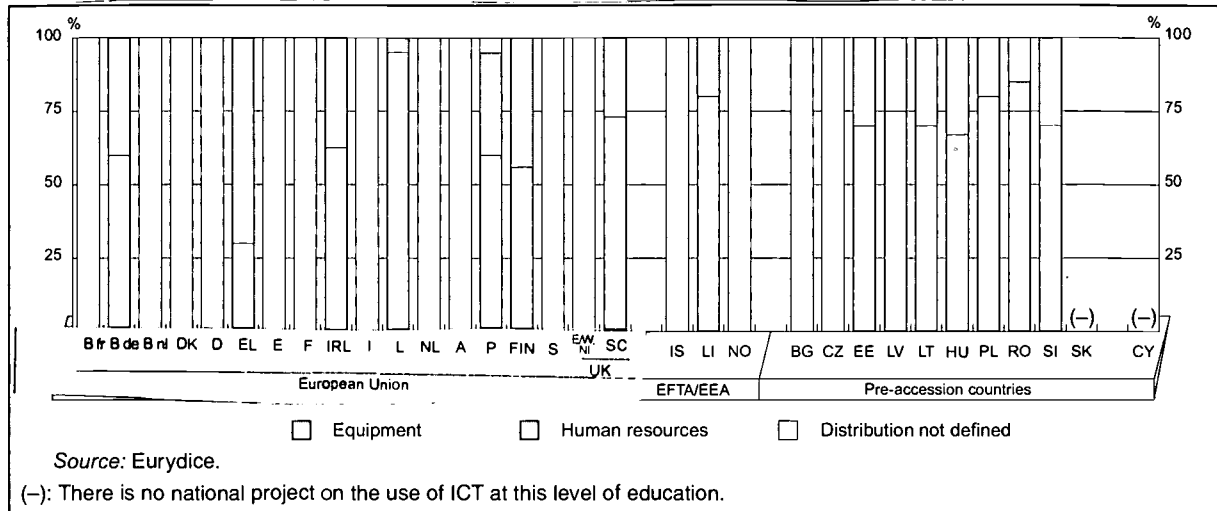 % %
100 100
75 75
50 50
25 25
(–) (–)
B fr B de B nl DK D EL E F IRL I L NL A P FIN S E/W/NI SC IS LI NO BG CZ EE LV LT HU PL RO SI SK CY
UK
European Union EFTA/EEA Pre-accession countries
Equipment Human resources Distribution not defined
Source: Eurydice.
(–): There is no national project on the use of ICT at this level of education.